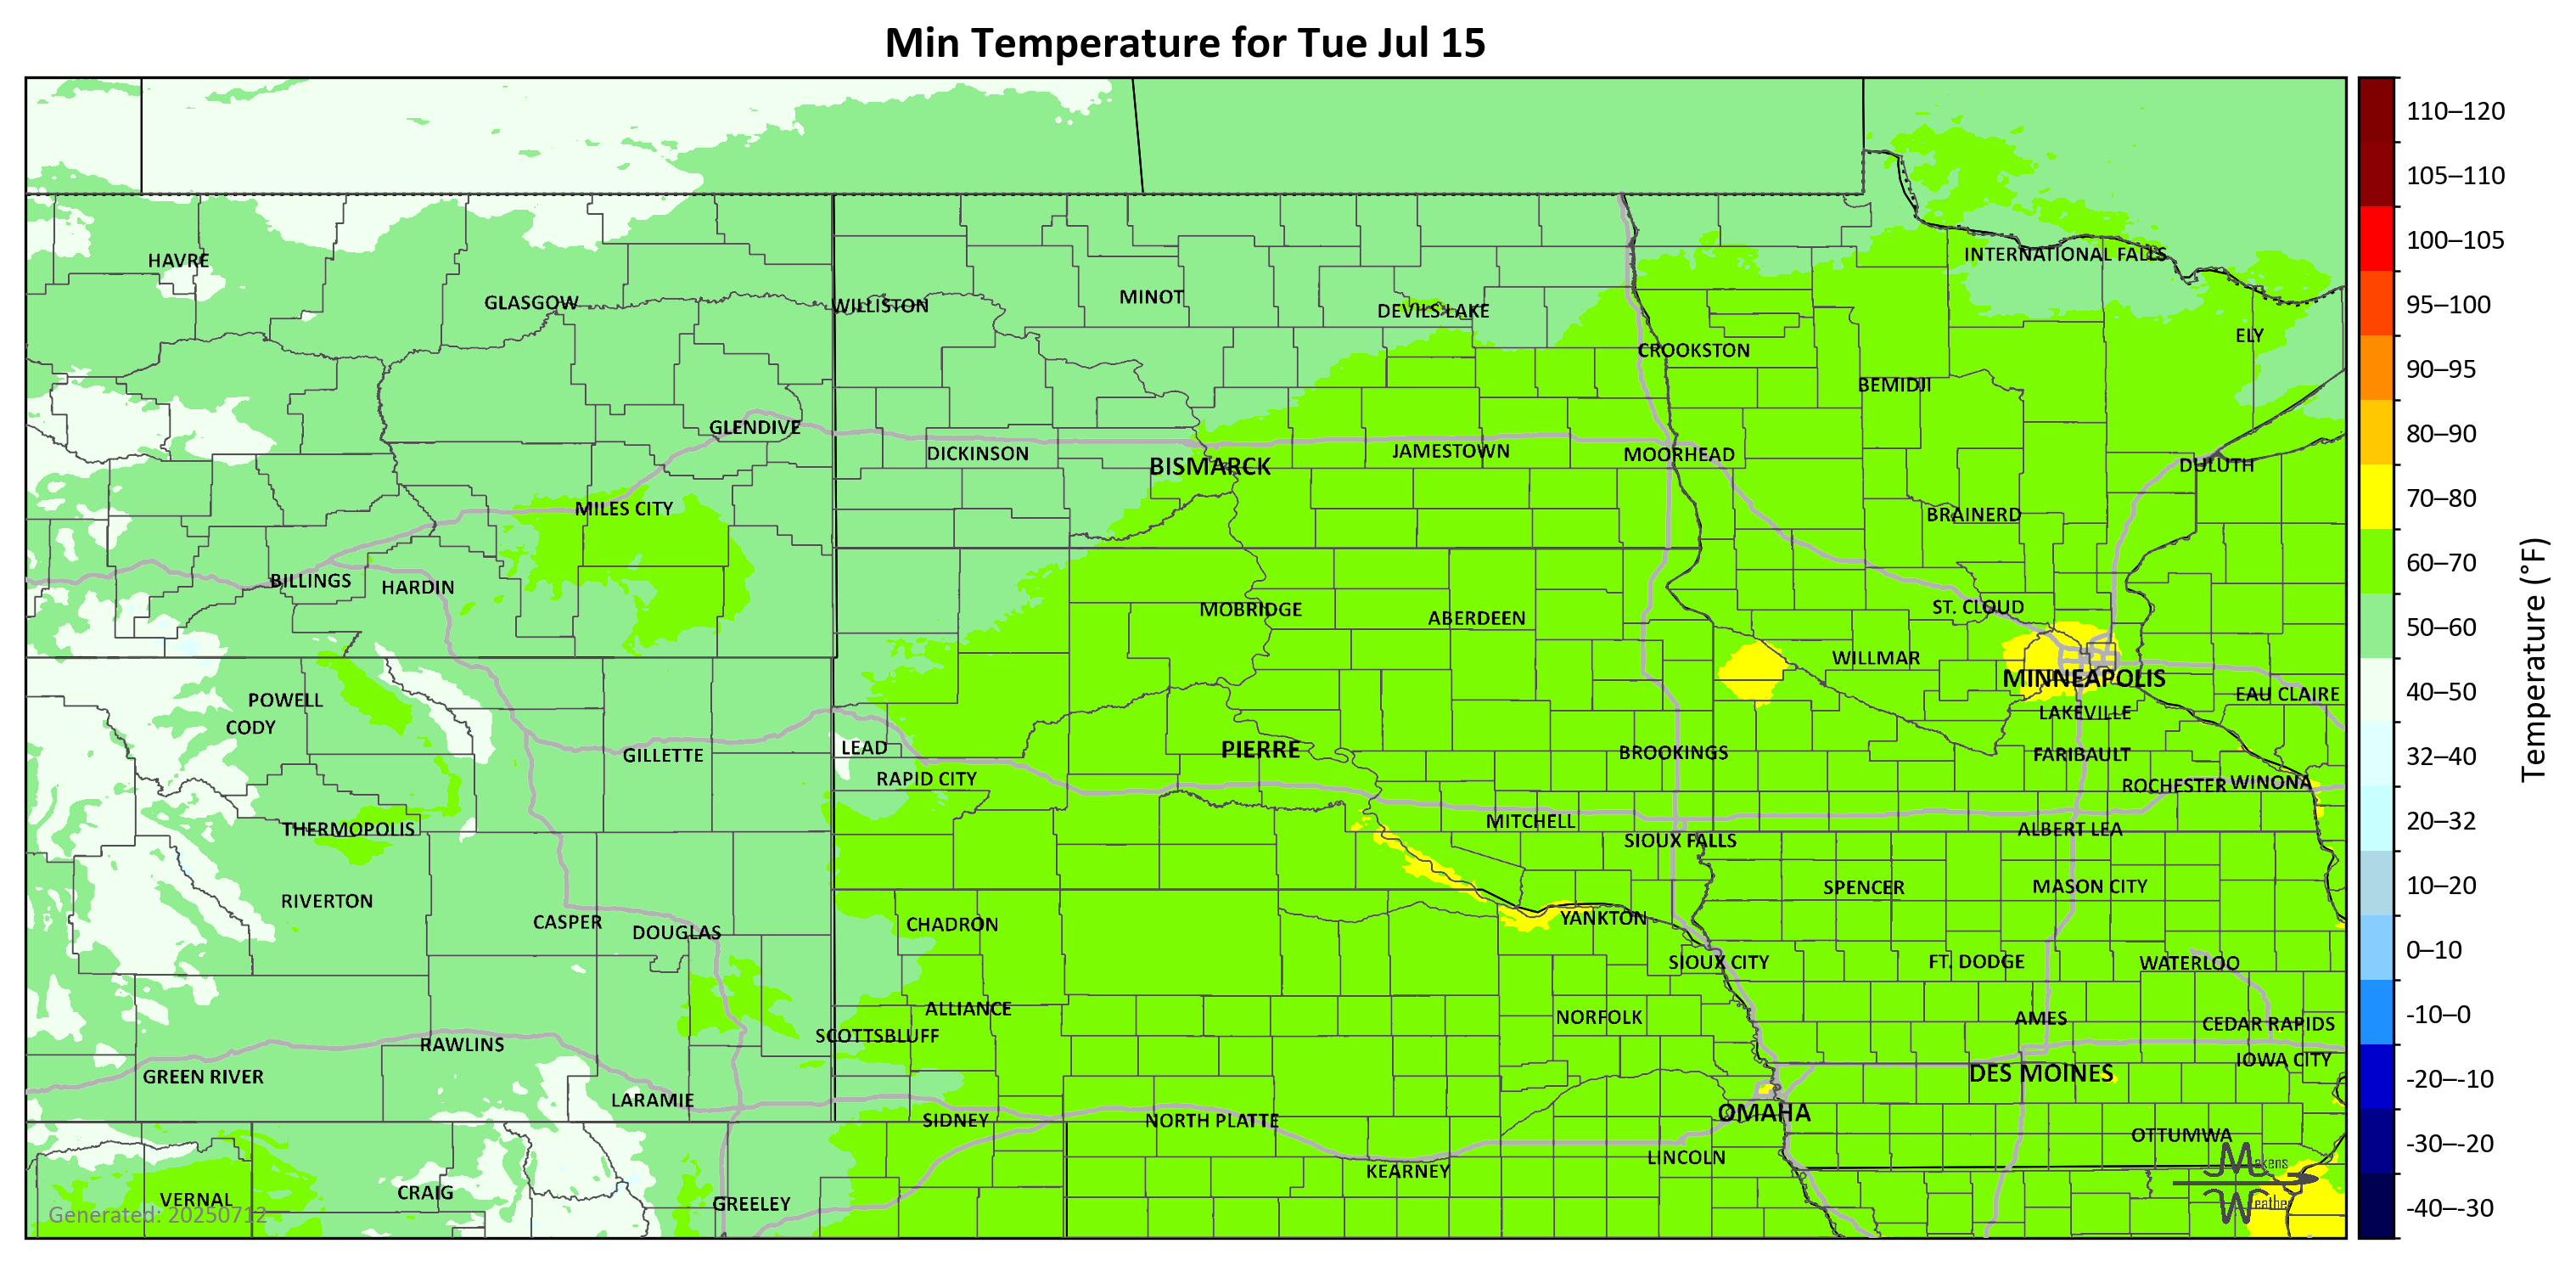 Min Temperature for Tue Jul 15
HAVRE
GLASGOW
WILLISTON
MINOT
DEVILS LAKE
INTERNATIONAL FALLS
ELY
CROOKSTON
BEMIDJI
GLENDIVE
DICKINSON
BISMARCK
JAMESTOWN
MOORHEAD
DULUTH
MILES CITY
BRAINERD
BILLINGS
HARDIN
MOBRIDGE
ABERDEEN
ST. CLOUD
WILLMAR
MINNEAPOLIS
EAU CLAIRE
POWELL
CODY
LAKEVILLE
GILLETTE
LEAD
PIERRE
BROOKINGS
FARIBAULT
RAPID CITY
ROCHESTER
WINONA
THERMOPOLIS
MITCHELL
SIOUX FALLS
ALBERT LEA
RIVERTON
SPENCER
MASON CITY
CASPER
DOUGLAS
CHADRON
YANKTON
SIOUX CITY
FT. DODGE
WATERLOO
ALLIANCE
NORFOLK
AMES
CEDAR RAPIDS
SCOTTSBLUFF
RAWLINS
IOWA CITY
GREEN RIVER
DES MOINES
LARAMIE
SIDNEY
NORTH PLATTE
OMAHA
OTTUMWA
KEARNEY
LINCOLN
VERNAL
CRAIG
GREELEY
Generated: 20250712
Makens
Weather
110–120
105–110
100–105
95–100
90–95
80–90
70–80
60–70
50–60
40–50
32–40
20–32
10–20
0–10
-10–0
-20–-10
-30–-20
-40–-30
Temperature (°F)